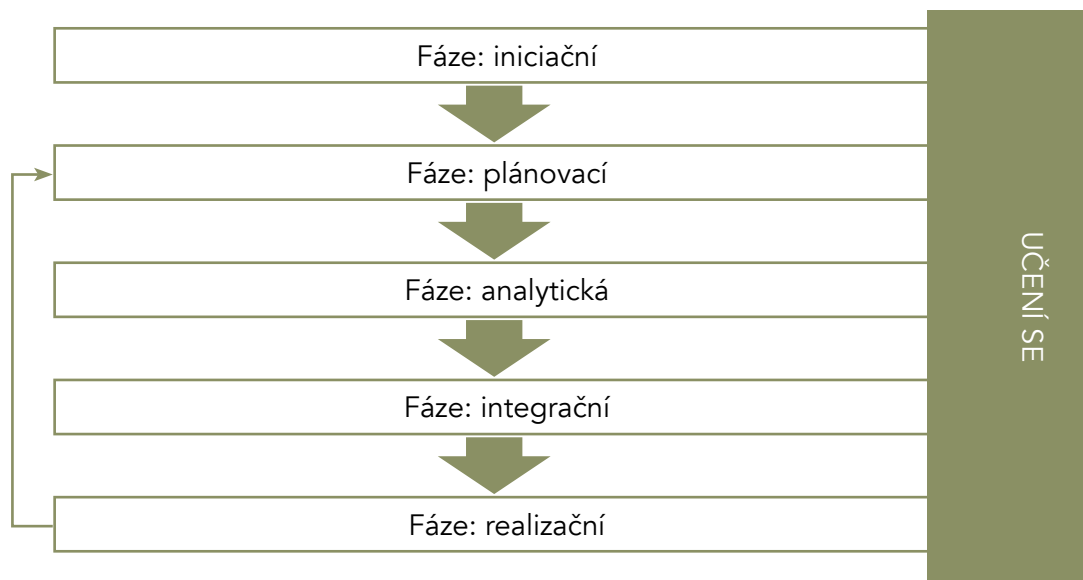 Fáze: iniciační
Fáze: plánovací
Fáze: analytická
Fáze: integrační
Fáze: realizační
UČENÍ SE